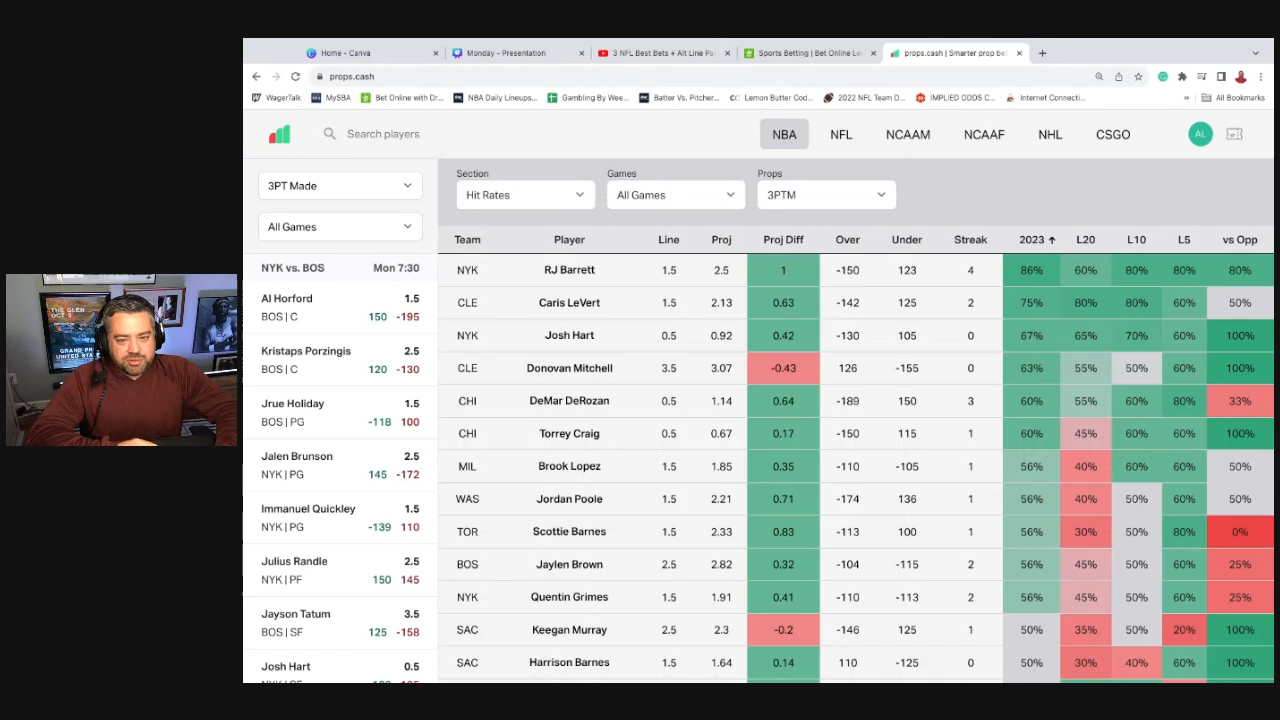 Home - Canva
Monday - Presentation
3 NFL Best Bets + Alt Line Pa
Sports Betting | Bet Online Le
props.cash | Smarter prop be
props.cash
WagerTalk
MySBA
Bet Online with Dr...
NBA Daily Lineups...
Gambling By Wee...
Batter Vs. Pitcher...
Lemon Butter Cod...
2022 NFL Team D...
IMPLIED ODDS C...
Internet Connecti...
»
All Bookmarks
Search players
NBA
NFL
NCAAM
NCAAF
NHL
CSGO
AL
3PT Made
All Games
Section
Games
Props
Hit Rates
All Games
3PTM
NYK vs. BOS Mon 7:30
Al Horford 1.5
BOS | C 150 -195
Kristaps Porzingis 2.5
BOS | C 120 -130
Jrue Holiday 1.5
BOS | PG -118 100
Jalen Brunson 2.5
NYK | PG 145 -172
Immanuel Quickley 1.5
NYK | PG -139 110
Julius Randle 2.5
NYK | PF 150 145
Jayson Tatum 3.5
BOS | SF 125 -158
Josh Hart 0.5
Team Player Line Proj Proj Diff Over Under Streak 2023 ↑ L20 L10 L5 vs Opp
NYK RJ Barrett 1.5 2.5 1 -150 123 4 86% 60% 80% 80% 80%
CLE Caris LeVert 1.5 2.13 0.63 -142 125 2 75% 80% 80% 60% 50%
NYK Josh Hart 0.5 0.92 0.42 -130 105 0 67% 65% 70% 60% 100%
CLE Donovan Mitchell 3.5 3.07 -0.43 126 -155 0 63% 55% 50% 60% 100%
CHI DeMar DeRozan 0.5 1.14 0.64 -189 150 3 60% 55% 60% 80% 33%
CHI Torrey Craig 0.5 0.67 0.17 -150 115 1 60% 45% 60% 60% 100%
MIL Brook Lopez 1.5 1.85 0.35 -110 -105 1 56% 40% 60% 60% 50%
WAS Jordan Poole 1.5 2.21 0.71 -174 136 1 56% 40% 50% 60% 50%
TOR Scottie Barnes 1.5 2.33 0.83 -113 100 1 56% 30% 50% 80% 0%
BOS Jaylen Brown 2.5 2.82 0.32 -104 -115 2 56% 45% 50% 60% 25%
NYK Quentin Grimes 1.5 1.91 0.41 -110 -113 2 56% 45% 50% 60% 25%
SAC Keegan Murray 2.5 2.3 -0.2 -146 125 1 50% 35% 50% 20% 100%
SAC Harrison Barnes 1.5 1.64 0.14 110 -125 0 50% 30% 40% 60% 100%